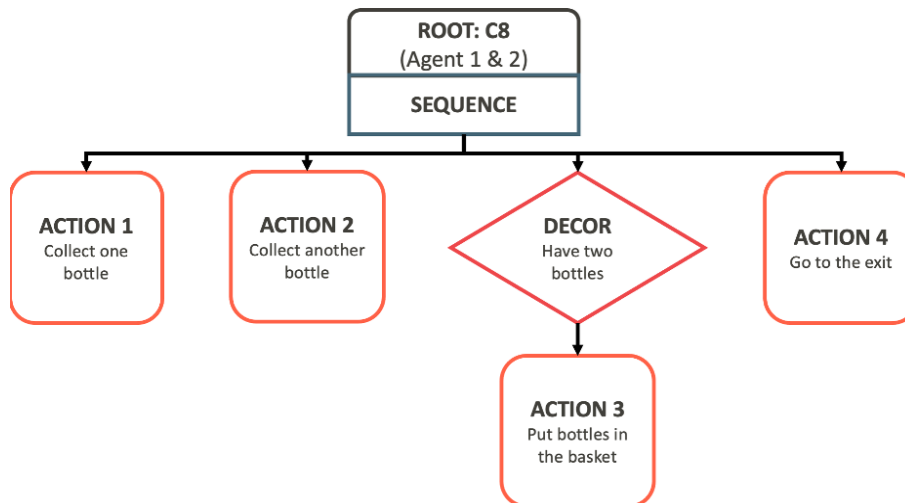 ROOT: C8
(Agent 1 & 2)
SEQUENCE
ACTION 1
Collect one
bottle
ACTION 2
Collect another
bottle
DECOR
Have two
bottles
ACTION 4
Go to the exit
ACTION 3
Put bottles in
the basket